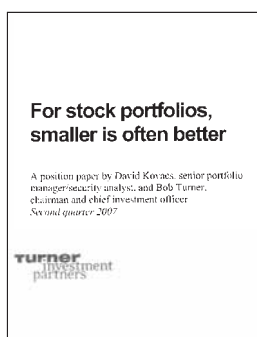 For stock portfolios,
smaller is often better
A position paper by David Kovacs, senior portfolio
manager/security analyst, and Bob Turner,
chairman and chief investment officer
Second quarter 2007
Turner
investment
partners